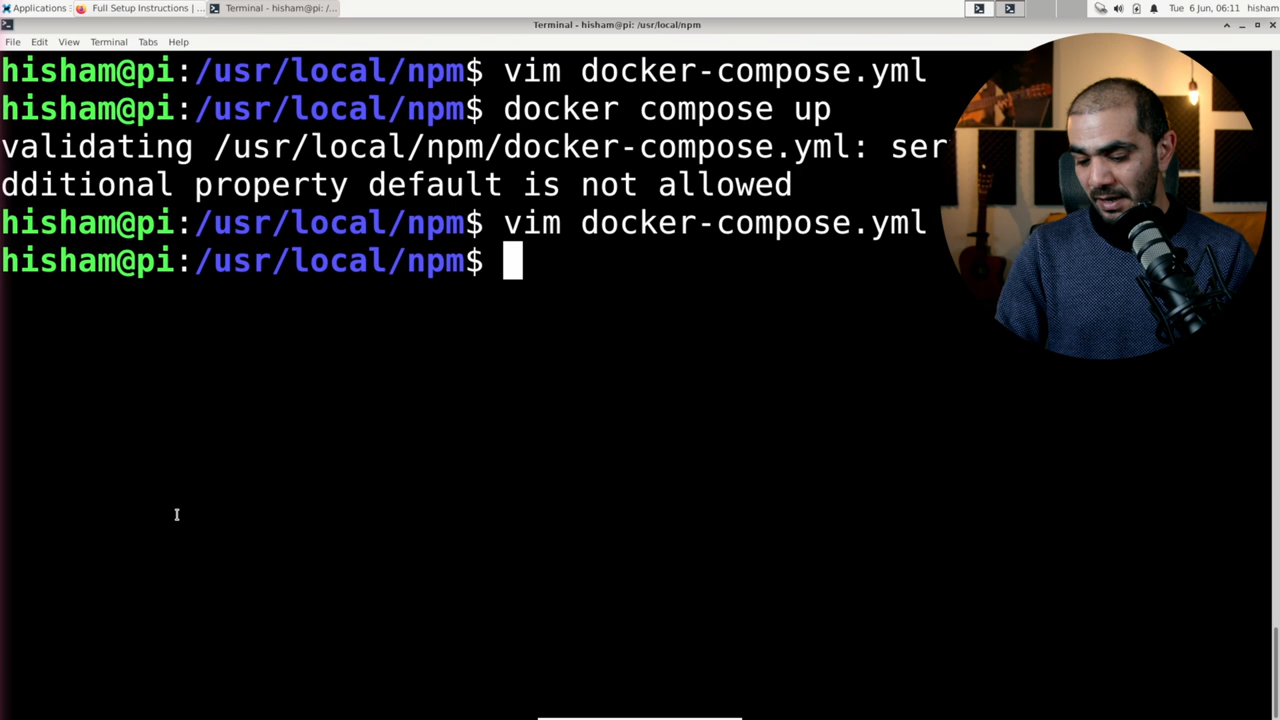 Applications
Full Setup Instructions | ...
Terminal - hisham@pi: /...
Tue 6 Jun, 06:11
hisham
Terminal - hisham@pi: /usr/local/npm
File Edit View Terminal Tabs Help
hisham@pi:/usr/local/npm$ vim docker-compose.yml
hisham@pi:/usr/local/npm$ docker compose up
validating /usr/local/npm/docker-compose.yml: ser
dditional property default is not allowed
hisham@pi:/usr/local/npm$ vim docker-compose.yml
hisham@pi:/usr/local/npm$